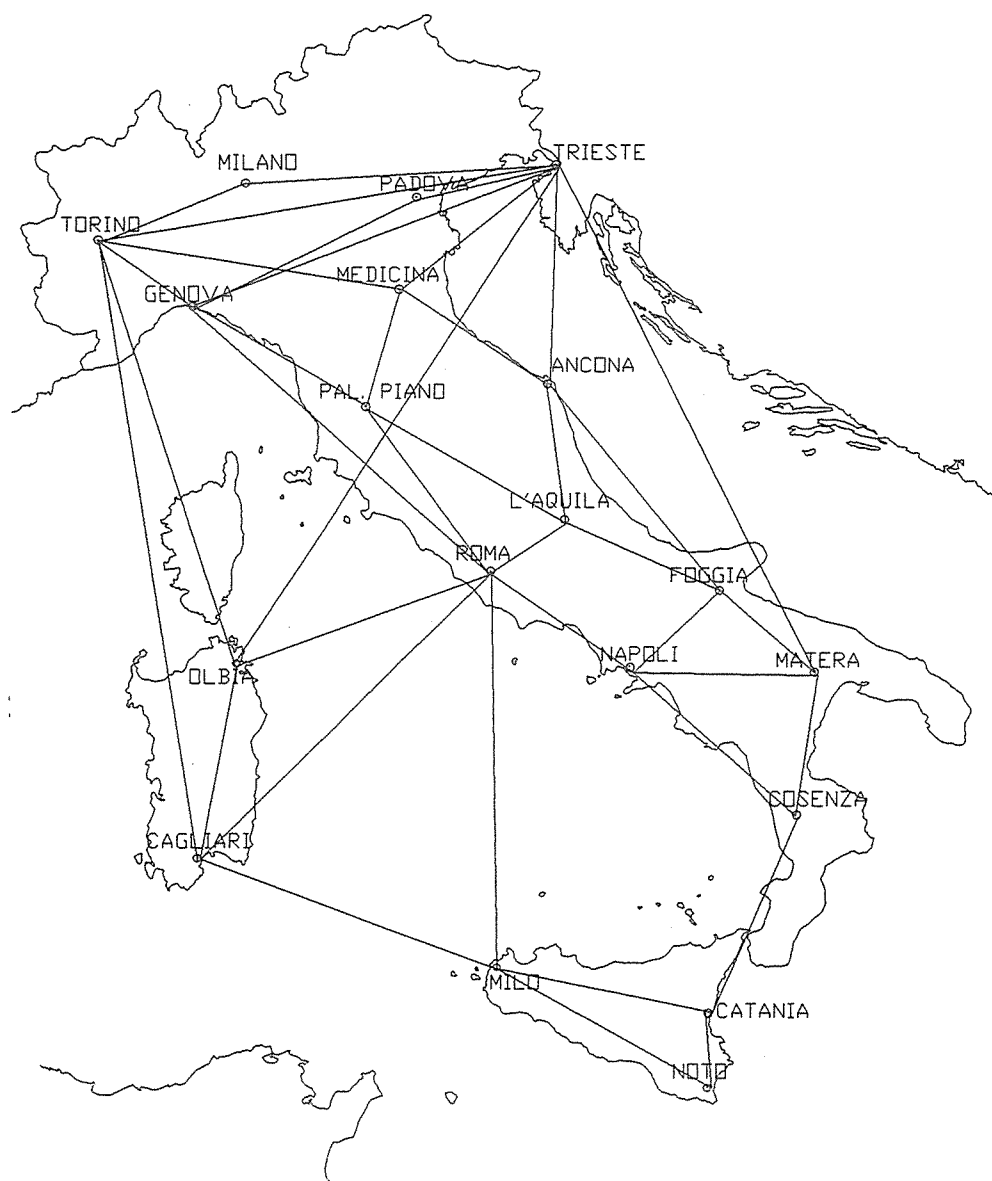 TRIESTE
MILANO
PADOVA
TORINO
MEDICINA
GENOVA
ANCONA
PAL. PIANO
L'AQUILA
ROMA
FOGGIA
NAPOLI
MATERA
OLBIA
COSENZA
CAGLIARI
MILO
CATANIA
NOTO